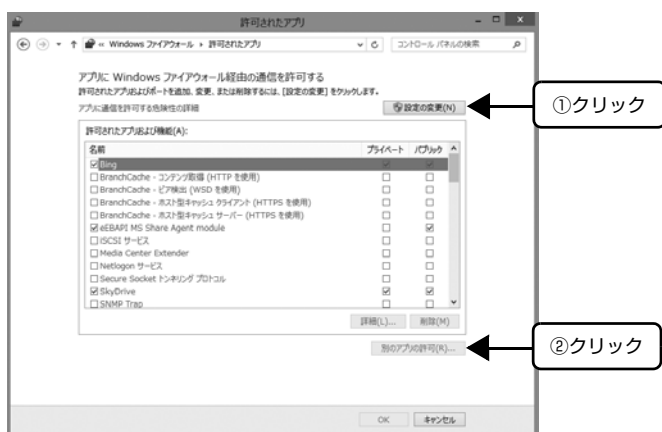 許可されたアプリ
« Windows ファイアウォール › 許可されたアプリ
コントロール パネルの検索
アプリに Windows ファイアウォール経由の通信を許可する
許可されたアプリおよびポートを追加、変更、または削除するには、[設定の変更] をクリックします。
アプリに通信を許可する危険性の詳細
設定の変更(N)
①クリック
許可されたアプリおよび機能(A):
名前 プライベート パブリック
Bing
BranchCache - コンテンツ取得 (HTTP を使用)
BranchCache - ピア検出 (WSD を使用)
BranchCache - ホスト型キャッシュ クライアント (HTTPS を使用)
BranchCache - ホスト型キャッシュ サーバー (HTTPS を使用)
eEBAPI MS Share Agent module
iSCSI サービス
Media Center Extender
Netlogon サービス
Secure Socket トンネリング プロトコル
SkyDrive
SNMP Trap
詳細(L)... 削除(M)
別のアプリの許可(R)...
②クリック
OK キャンセル